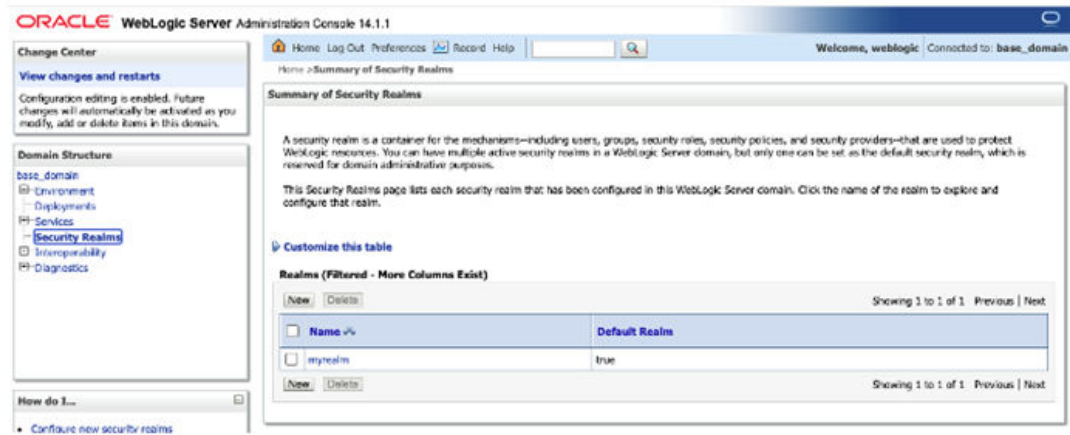 ORACLE WebLogic Server Administration Console 14.1.1
Change Center
View changes and restarts
Configuration editing is enabled. Future
changes will automatically be activated as you
modify, add or delete items in this domain.
Domain Structure
base_domain
Environment
Deployments
Services
Security Realms
Interoperability
Diagnostics
How do I...
Configure new security realms
Home Log Out Preferences Record Help
Welcome, weblogic Connected to: base_domain
Home >Summary of Security Realms
Summary of Security Realms
A security realm is a container for the mechanisms—including users, groups, security roles, security policies, and security providers—that are used to protect
WebLogic resources. You can have multiple active security realms in a WebLogic Server domain, but only one can be set as the default security realm, which is
reserved for domain administrative purposes.
This Security Realms page lists each security realm that has been configured in this WebLogic Server domain. Click the name of the realm to explore and
configure that realm.
Customize this table
Realms (Filtered - More Columns Exist)
New Delete Showing 1 to 1 of 1 Previous | Next
Name Default Realm
myrealm true
New Delete Showing 1 to 1 of 1 Previous | Next